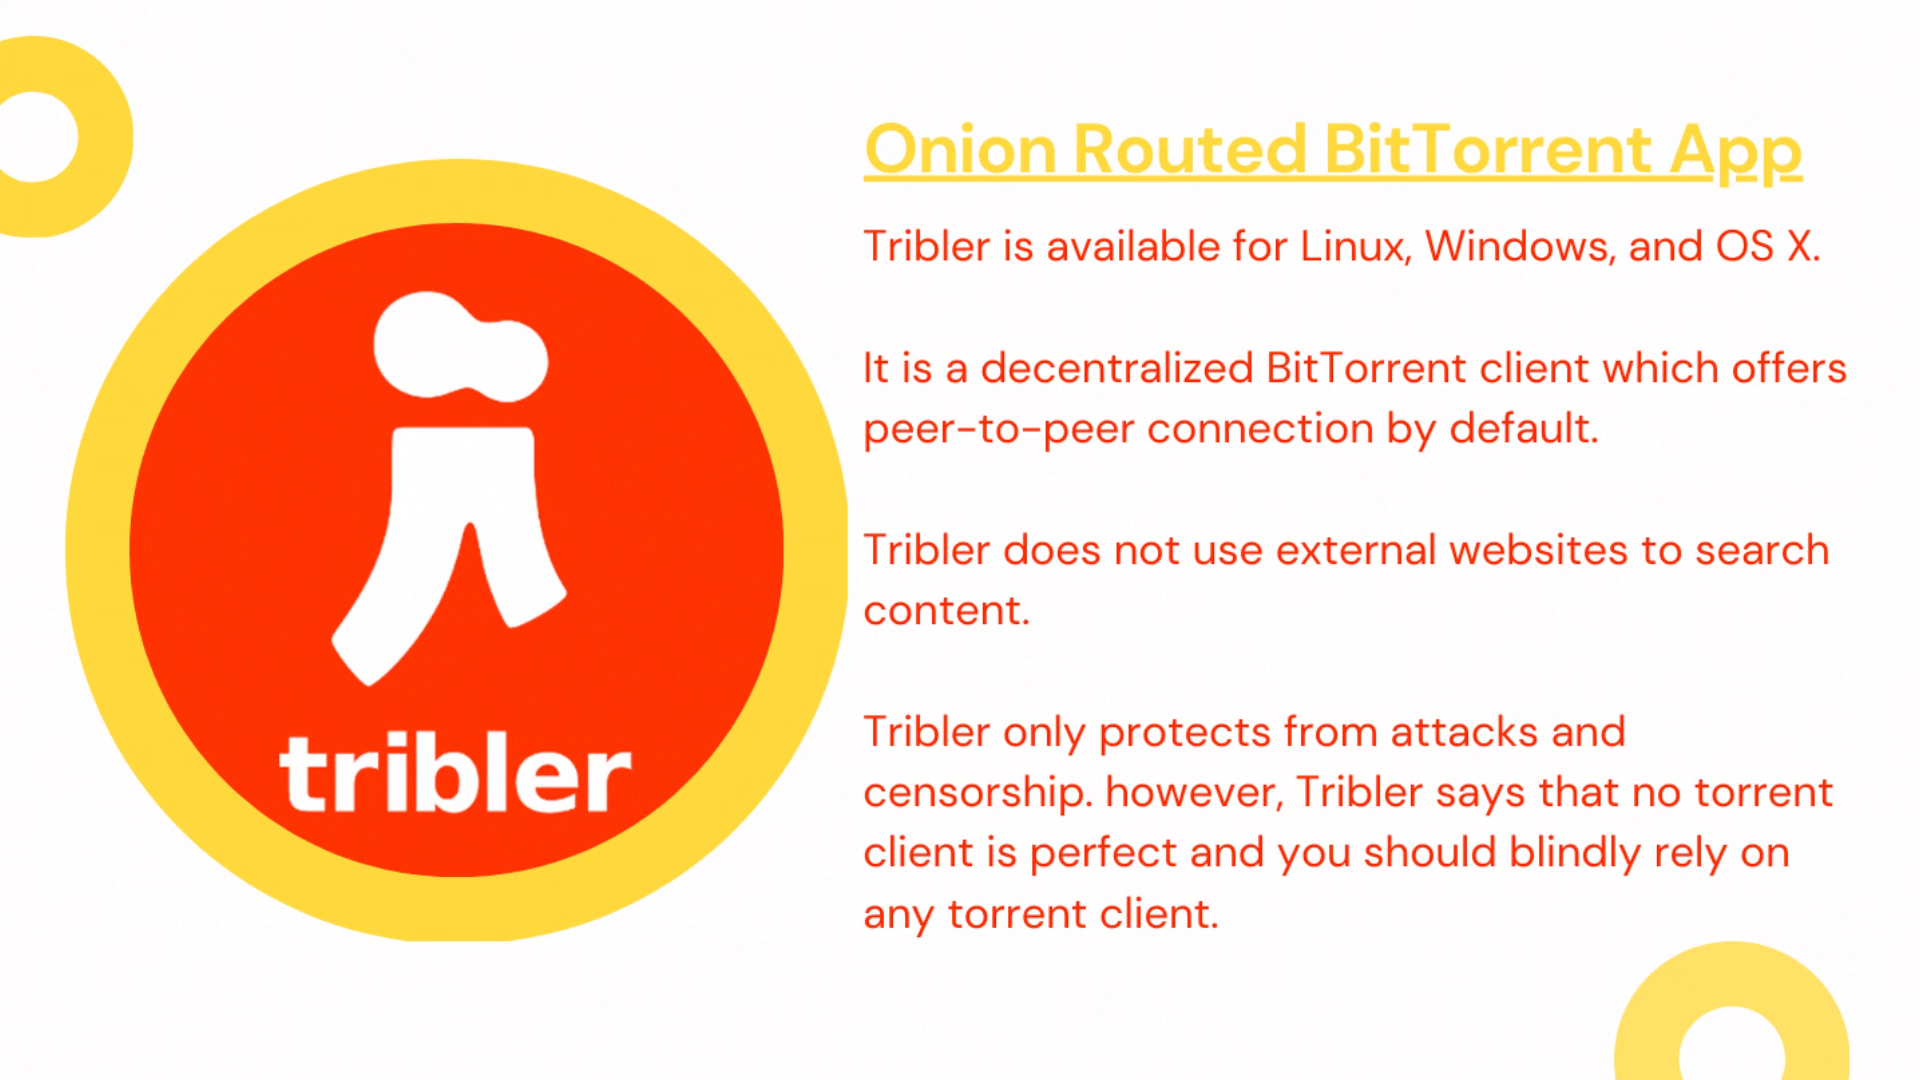 Onion Routed BitTorrent App
Tribler is available for Linux, Windows, and OS X.
It is a decentralized BitTorrent client which offers
peer-to-peer connection by default.
Tribler does not use external websites to search
content.
Tribler only protects from attacks and
censorship. however, Tribler says that no torrent
client is perfect and you should blindly rely on
any torrent client.
tribler